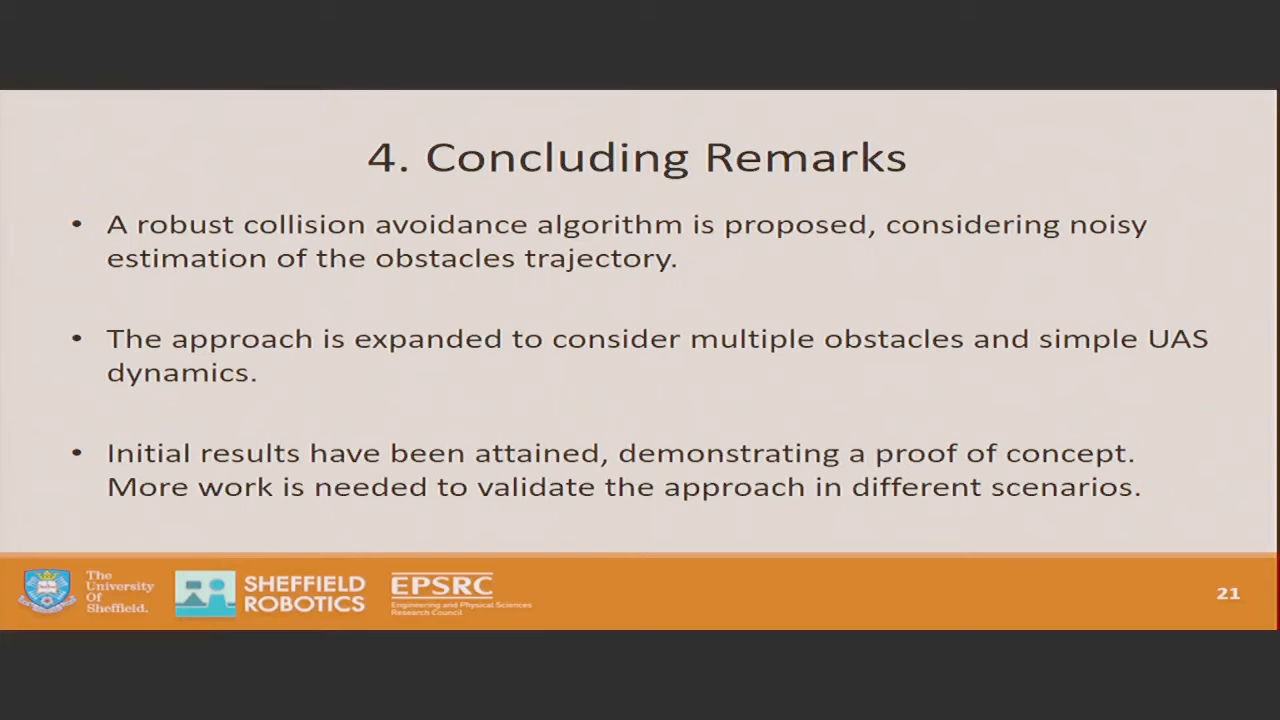 4. Concluding Remarks
• A robust collision avoidance algorithm is proposed, considering noisy
estimation of the obstacles trajectory.
• The approach is expanded to consider multiple obstacles and simple UAS
dynamics.
• Initial results have been attained, demonstrating a proof of concept.
More work is needed to validate the approach in different scenarios.
The
University
Of
Sheffield.
SHEFFIELD
ROBOTICS
EPSRC
Engineering and Physical Sciences
Research Council
21